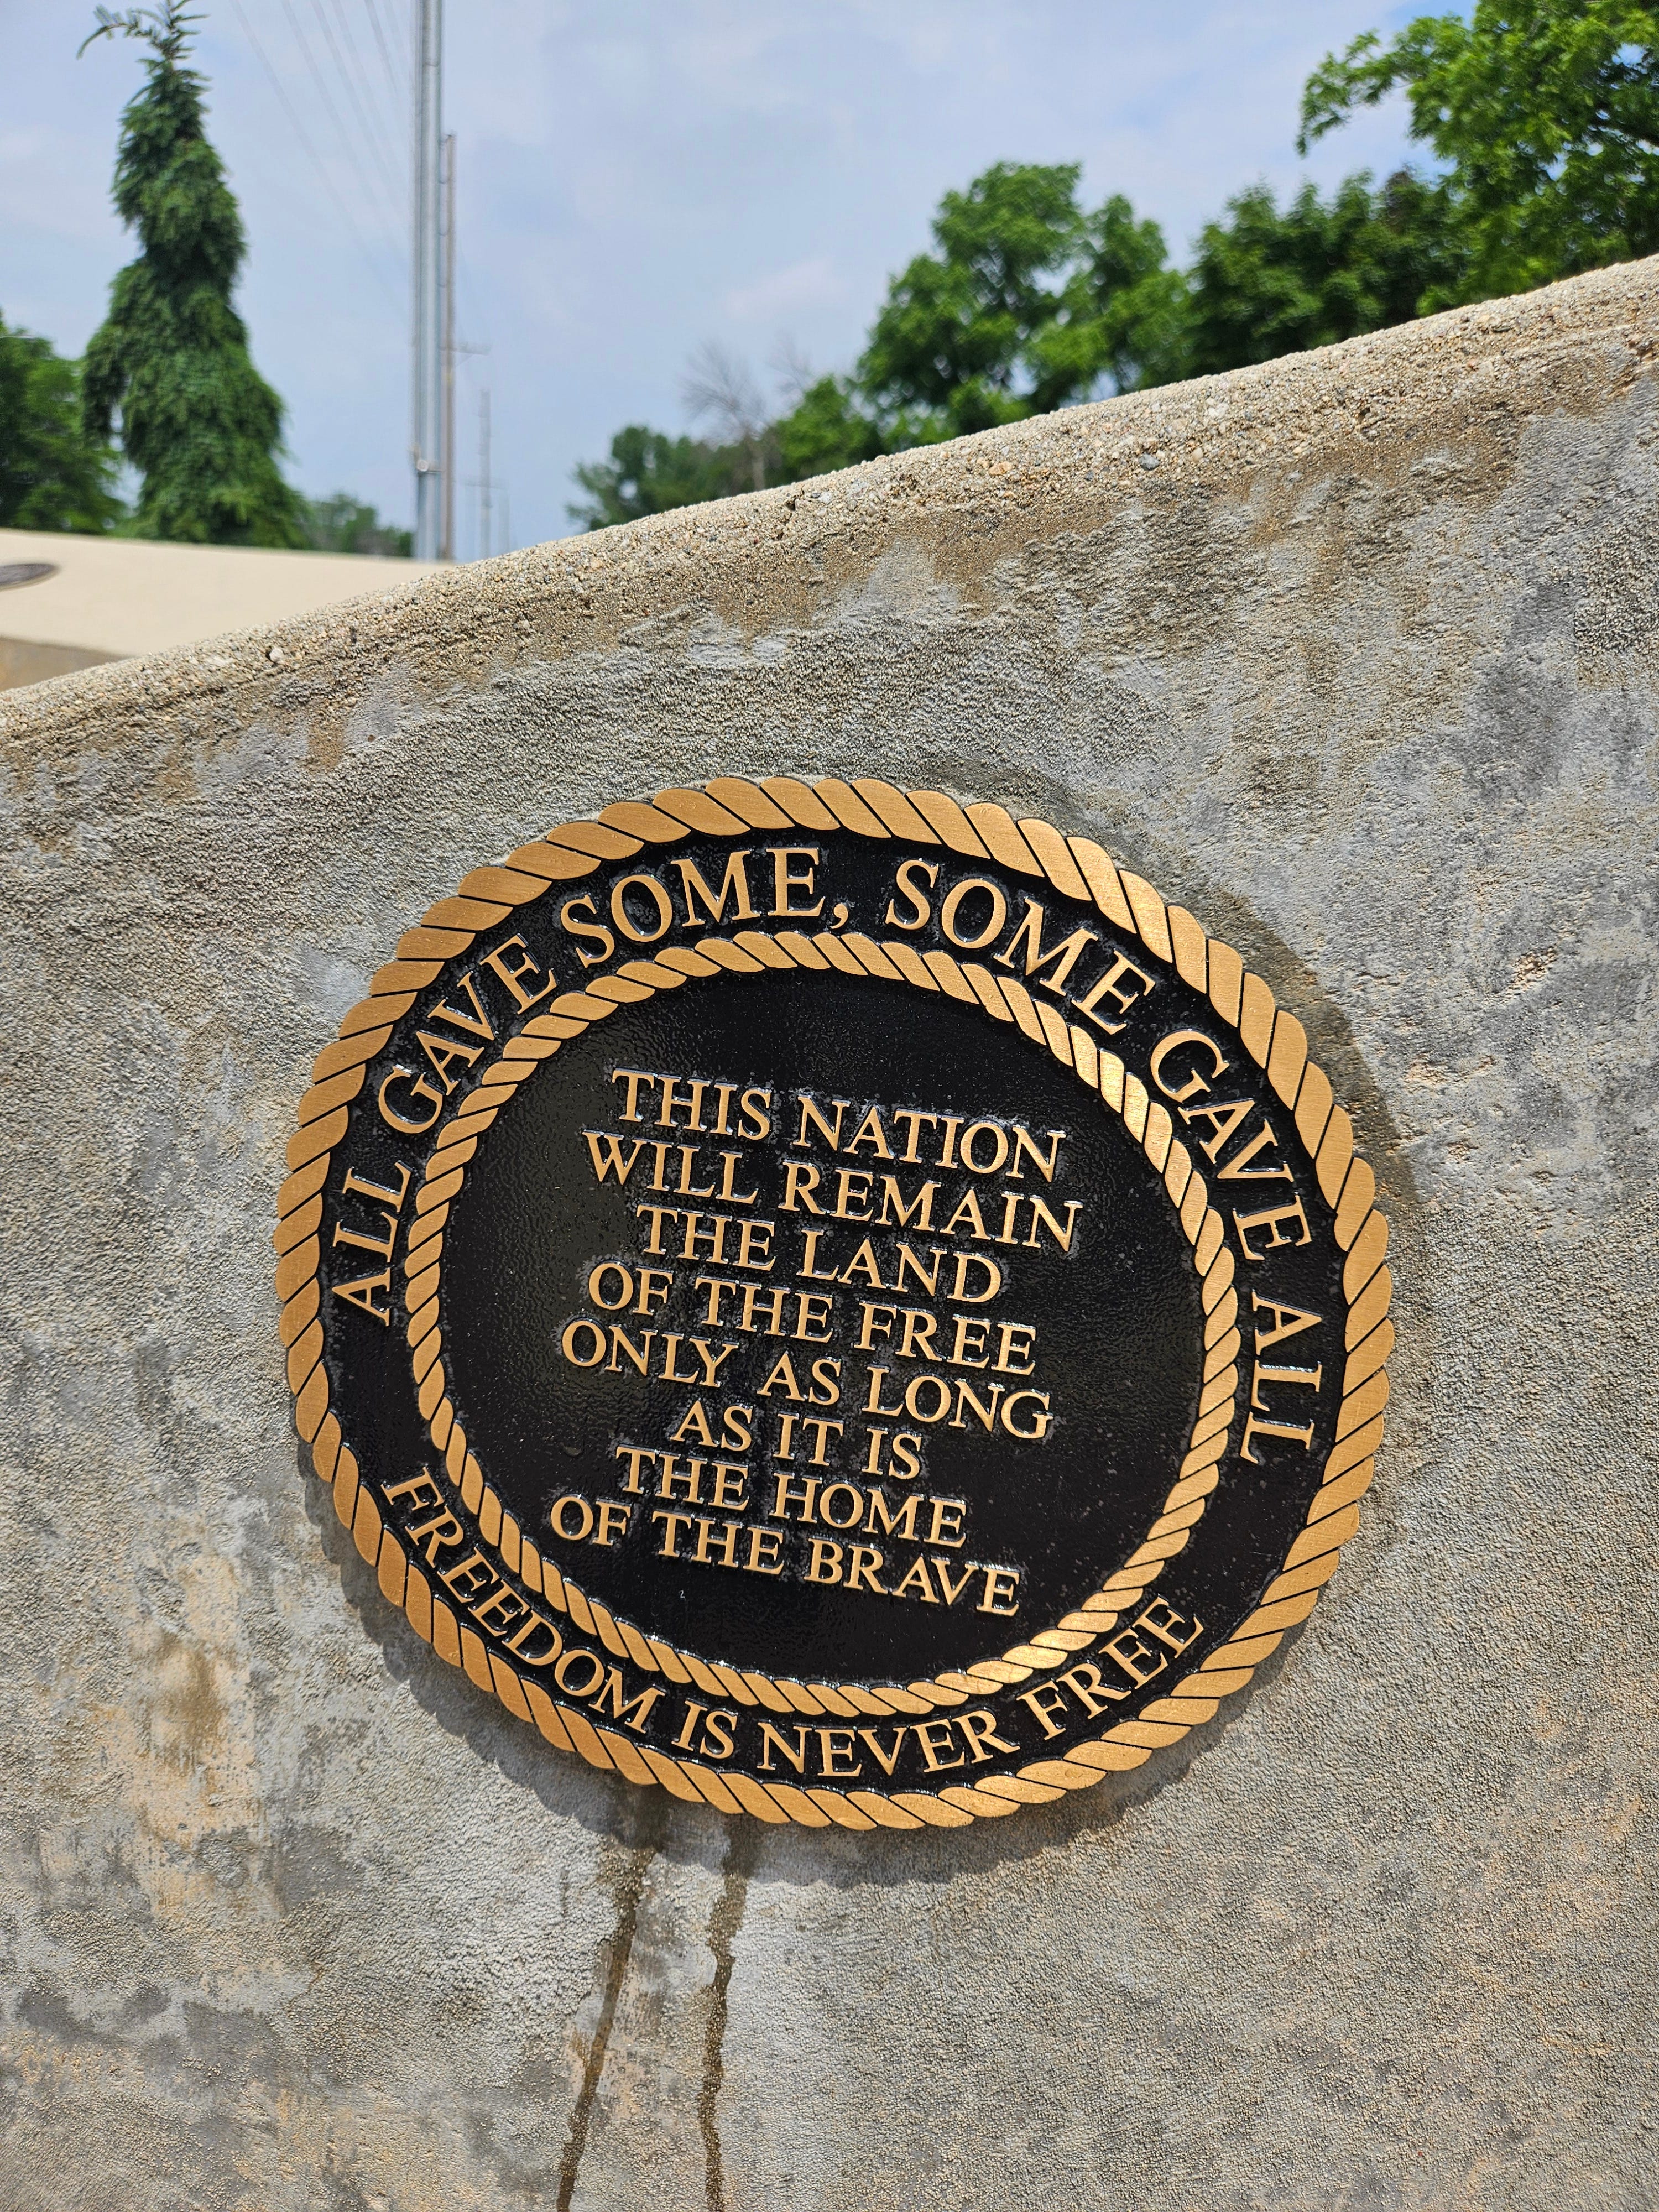 ALL GAVE SOME, SOME GAVE ALL
THIS NATION
WILL REMAIN
THE LAND
OF THE FREE
ONLY AS LONG
AS IT IS
THE HOME
OF THE BRAVE
FREEDOM IS NEVER FREE